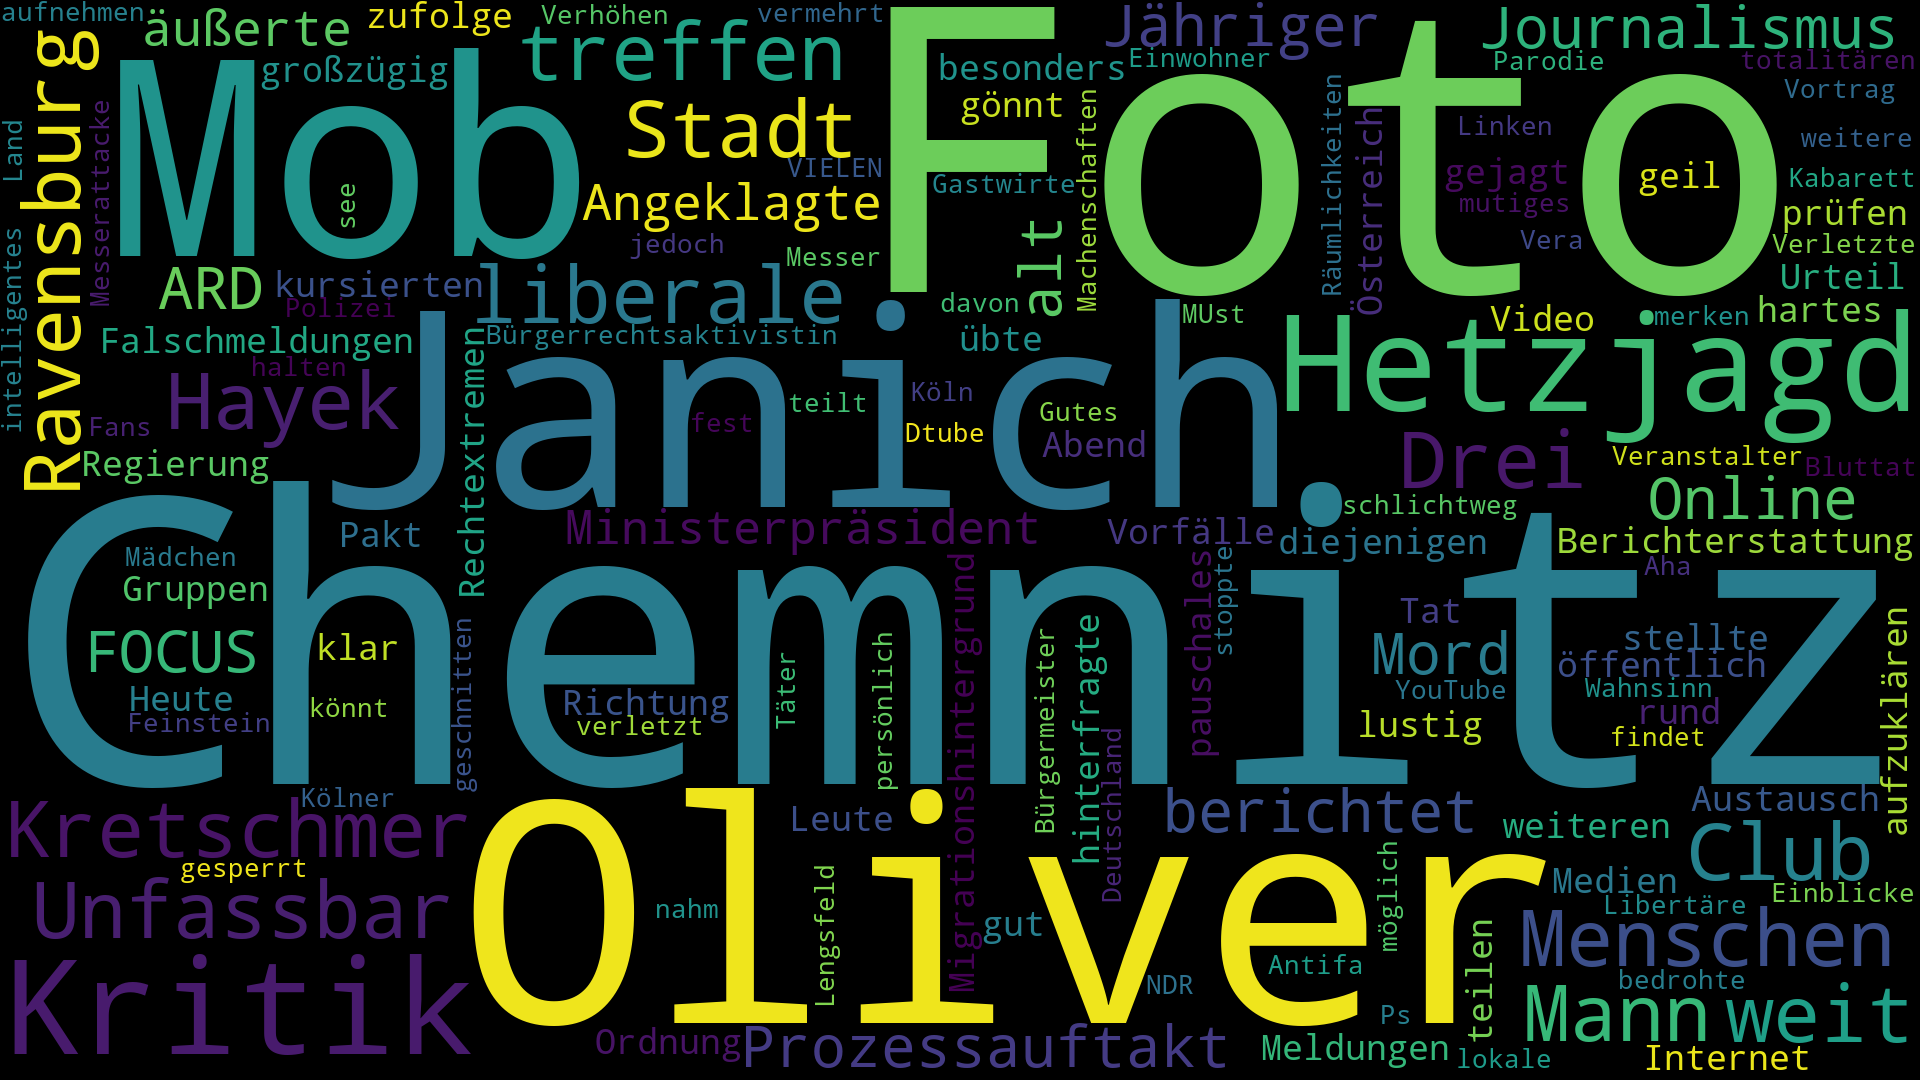 aufnehmen
äußerte
zufolge
Verhöhen
vermehrt
Foto
Jähriger
Journalismus
Ravensburg
Mob
großzügig
treffen
besonders
Einwohner
Parodie
totalitären
Land
Messerattacke
Stadt
gönnt
Machenschaften
Räumlichkeiten
Österreich
Linken
Vortrag
weitere
see
VIELEN
Gastwirte
gejagt
geil
Kabarett
Angeklagte
mutiges
prüfen
intelligentes
jedoch
Messer
alt
Vera
Verletzte
ARD
kursierten
liberale
davon
MUst
Urteil
Polizei
Video
merken
hartes
Falschmeldungen
Bürgerrechtsaktivistin
übte
Hetzjagd
halten
Janich
Hayek
Rechtextremen
teilt
Köln
Fans
fest
Dtube
Gutes
Abend
Drei
Veranstalter
Bluttat
Regierung
Online
Chemnitz
Pakt
Ministerpräsident
Vorfälle
schlichtweg
diejenigen
Berichterstattung
Mädchen
Gruppen
Migrationshintergrund
pauschales
stoppte
Aha
Tat
FOCUS
klar
geschnitten
Täter
persönlich
Bürgermeister
hinterfragte
Mord
stellte
öffentlich
aufzuklären
Heute
könnt
Richtung
YouTube
Wahnsinn
Feinstein
verletzt
Deutschland
lustig
rund
findet
Kölner
Oliver
Leute
berichtet
weiteren
Austausch
Kretschmer
gesperrt
Club
Unfassbar
nahm
Lengsfeld
gut
möglich
Medien
Einblicke
Libertäre
Menschen
teilen
Antifa
bedrohte
Kritik
NDR
Ps
Mann
weit
Ordnung
Prozessauftakt
Meldungen
lokale
Internet